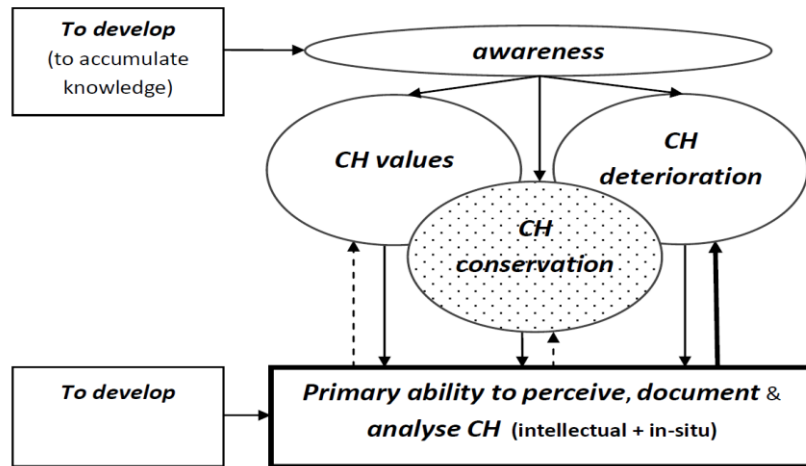 To develop
(to accumulate
knowledge)
awareness
CH values
CH
deterioration
CH
conservation
To develop
Primary ability to perceive, document &
analyse CH (intellectual + in-situ)